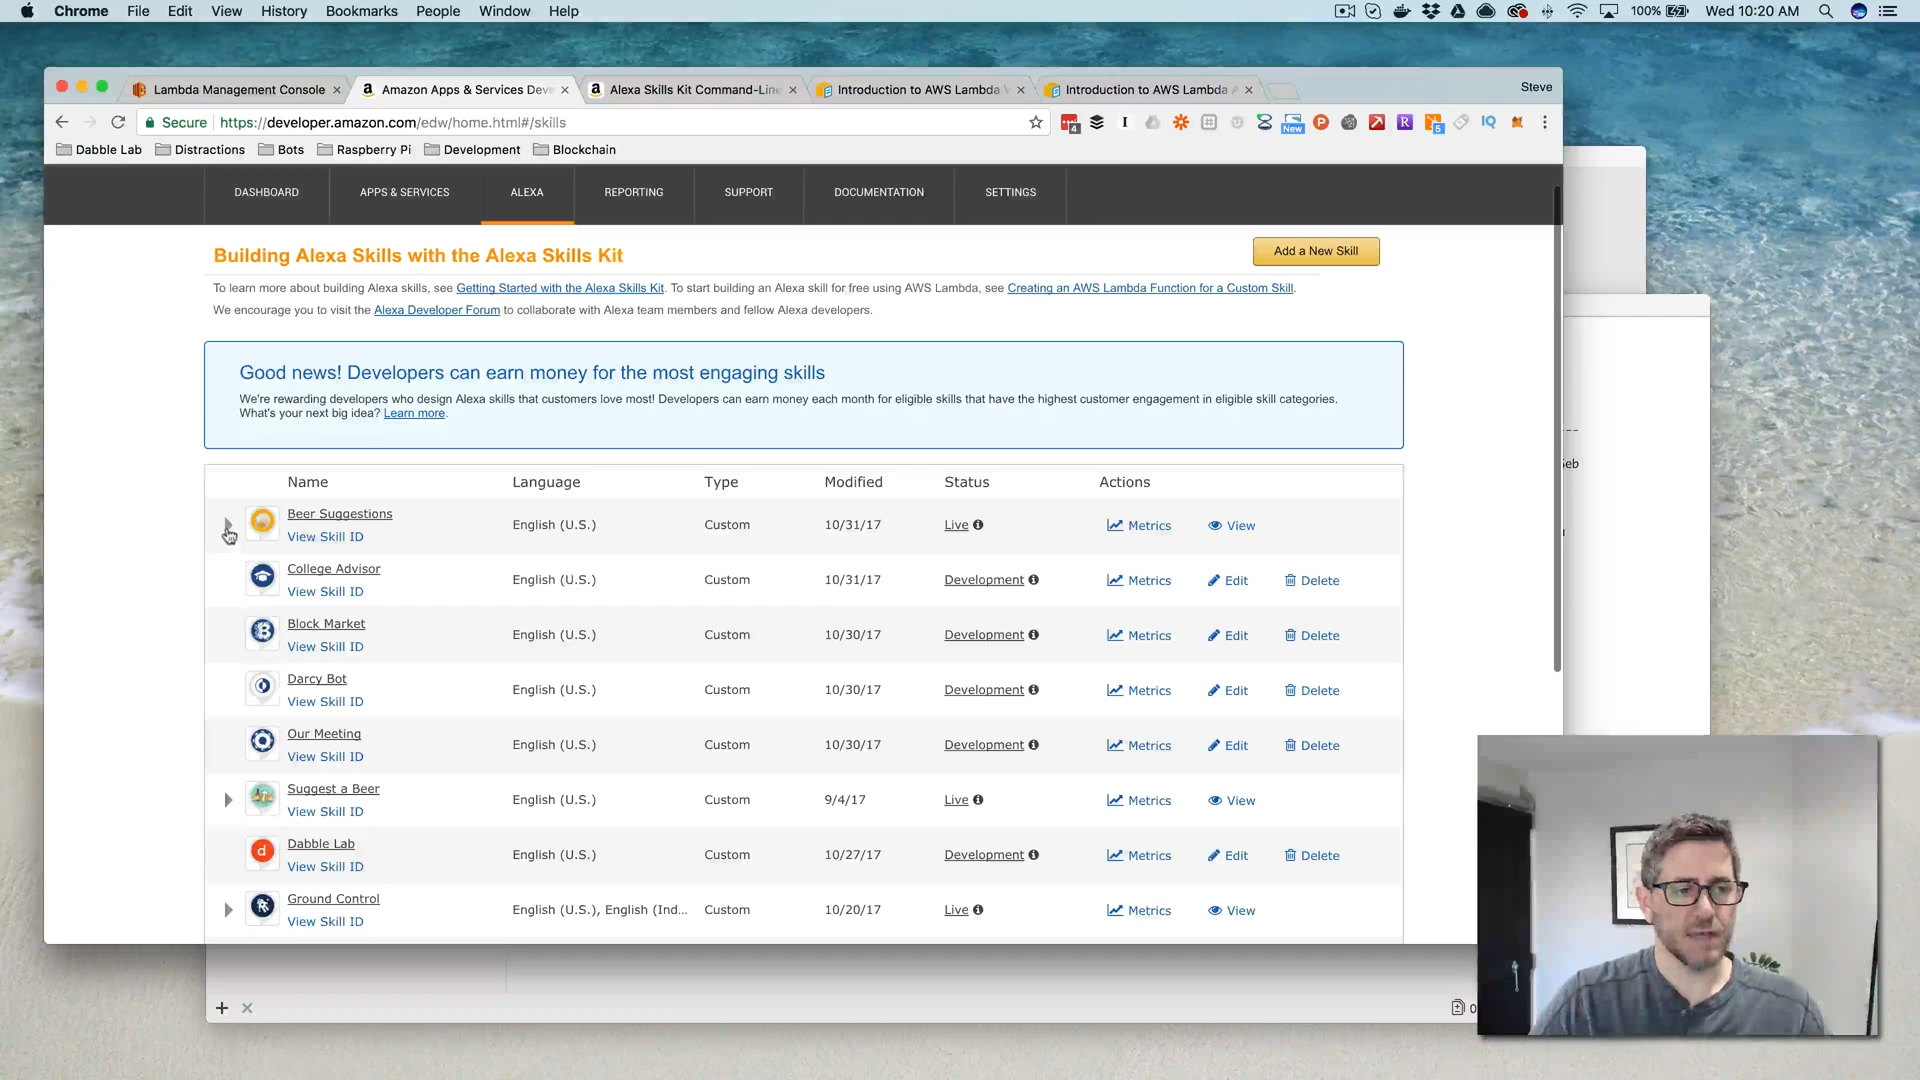 Chrome File Edit View History Bookmarks People Window Help 100% Wed 10:20 AM
Lambda Management Console × Amazon Apps & Services Deve × Alexa Skills Kit Command-Line × Introduction to AWS Lambda × Introduction to AWS Lambda × Steve
Secure https://developer.amazon.com/edw/home.html#/skills 4 New 5
Dabble Lab Distractions Bots Raspberry Pi Development Blockchain
DASHBOARD APPS & SERVICES ALEXA REPORTING SUPPORT DOCUMENTATION SETTINGS
Building Alexa Skills with the Alexa Skills Kit Add a New Skill
To learn more about building Alexa skills, see Getting Started with the Alexa Skills Kit. To start building an Alexa skill for free using AWS Lambda, see Creating an AWS Lambda Function for a Custom Skill.
We encourage you to visit the Alexa Developer Forum to collaborate with Alexa team members and fellow Alexa developers.
Good news! Developers can earn money for the most engaging skills
We're rewarding developers who design Alexa skills that customers love most! Developers can earn money each month for eligible skills that have the highest customer engagement in eligible skill categories.
What's your next big idea? Learn more.
Name Language Type Modified Status Actions
Beer Suggestions English (U.S.) Custom 10/31/17 Live Metrics View
View Skill ID
College Advisor English (U.S.) Custom 10/31/17 Development Metrics Edit Delete
View Skill ID
Block Market English (U.S.) Custom 10/30/17 Development Metrics Edit Delete
View Skill ID
Darcy Bot English (U.S.) Custom 10/30/17 Development Metrics Edit Delete
View Skill ID
Our Meeting English (U.S.) Custom 10/30/17 Development Metrics Edit Delete
View Skill ID
Suggest a Beer English (U.S.) Custom 9/4/17 Live Metrics View
View Skill ID
Dabble Lab English (U.S.) Custom 10/27/17 Development Metrics Edit Delete
View Skill ID
Ground Control English (U.S.), English (Ind... Custom 10/20/17 Live Metrics View
View Skill ID